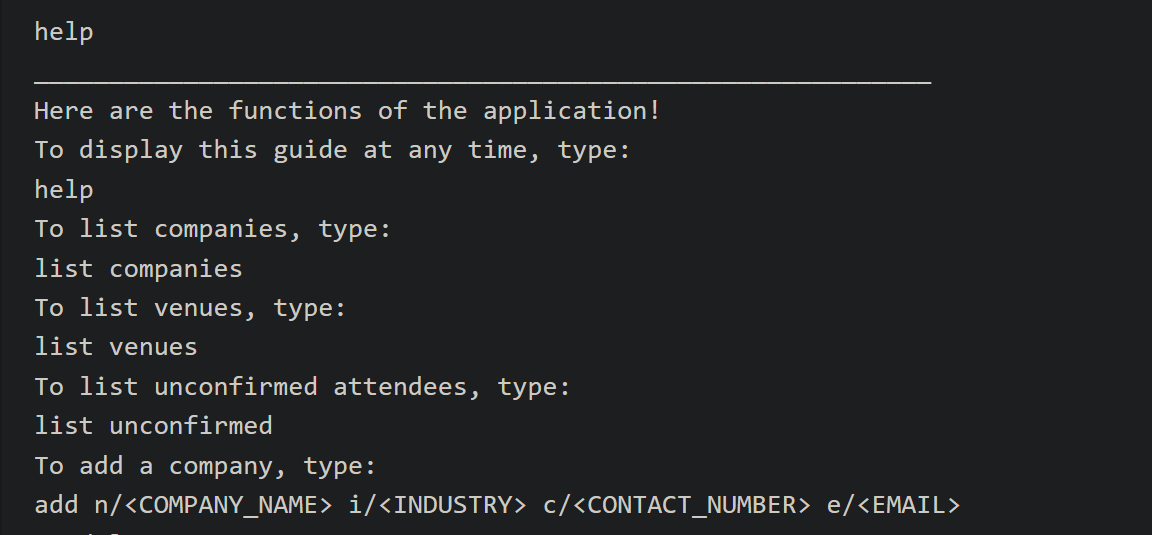 help
____________________________________________________________
Here are the functions of the application!
To display this guide at any time, type:
help
To list companies, type:
list companies
To list venues, type:
list venues
To list unconfirmed attendees, type:
list unconfirmed
To add a company, type:
add n/<COMPANY_NAME> i/<INDUSTRY> c/<CONTACT_NUMBER> e/<EMAIL>